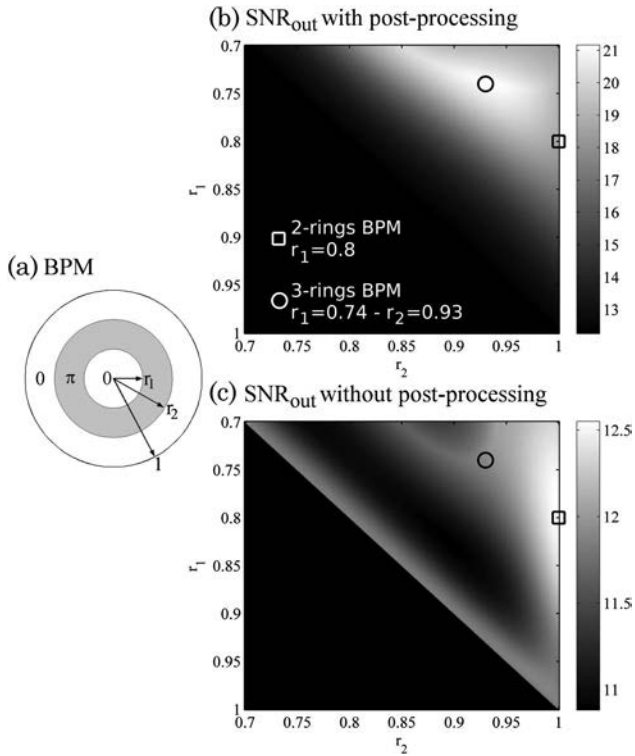 (b) SNRout with post-processing
0.7
0.75
0.8
0.85
0.9
0.95
1
r1
0.7 0.75 0.8 0.85 0.9 0.95 1
r2
21
20
19
18
17
16
15
14
13
2-rings BPM
r1=0.8
3-rings BPM
r1=0.74 - r2=0.93
(a) BPM
0 π 0 r1
r2
1
(c) SNRout without post-processing
0.7
0.75
0.8
0.85
0.9
0.95
1
r1
0.7 0.75 0.8 0.85 0.9 0.95 1
r2
12.5
12
11.5
11